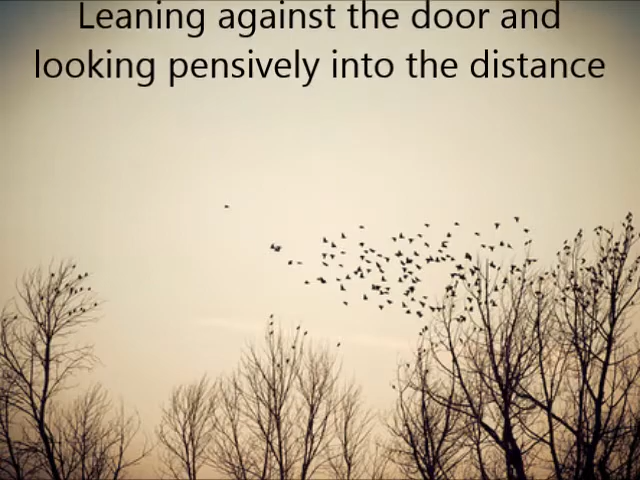 Leaning against the door and
looking pensively into the distance